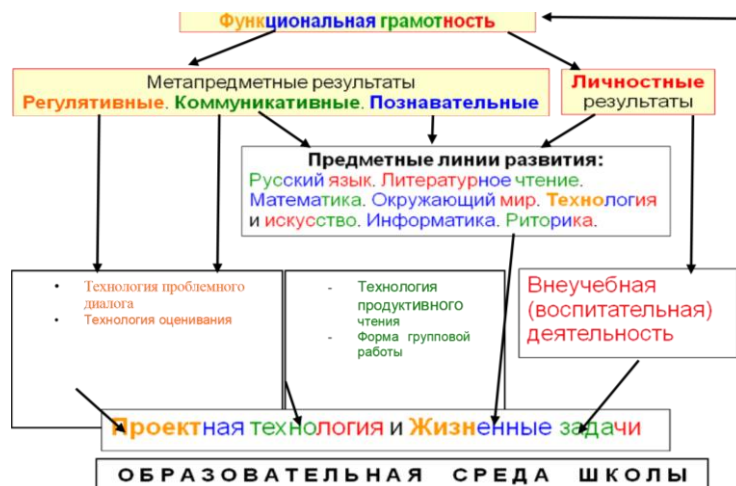 Функциональная грамотность
Метапредметные результаты
Регулятивные. Коммуникативные. Познавательные
Личностные
результаты
Предметные линии развития:
Русский язык. Литературное чтение.
Математика. Окружающий мир. Технология
и искусство. Информатика. Риторика.
• Технология проблемного
диалога
• Технология оценивания
- Технология
продуктивного
чтения
- Форма групповой
работы
Внеучебная
(воспитательная)
деятельность
Проектная технология и Жизненные задачи
ОБРАЗОВАТЕЛЬНАЯ СРЕДА ШКОЛЫ